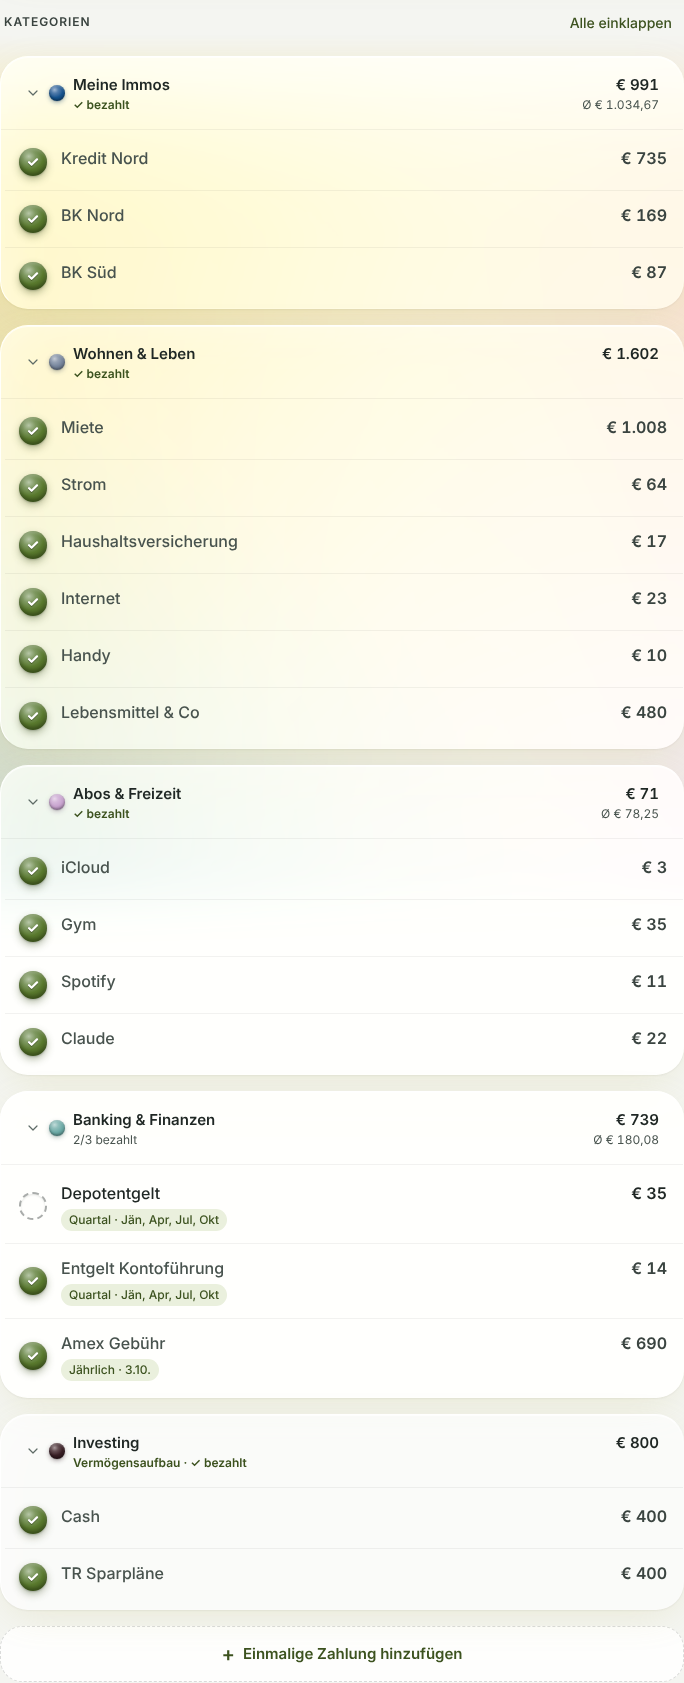 KATEGORIEN
Alle einklappen
Meine Immos
€ 991
✓ bezahlt
Ø € 1.034,67
Kredit Nord
€ 735
BK Nord
€ 169
BK Süd
€ 87
Wohnen & Leben
€ 1.602
✓ bezahlt
Miete
€ 1.008
Strom
€ 64
Haushaltsversicherung
€ 17
Internet
€ 23
Handy
€ 10
Lebensmittel & Co
€ 480
Abos & Freizeit
€ 71
✓ bezahlt
Ø € 78,25
iCloud
€ 3
Gym
€ 35
Spotify
€ 11
Claude
€ 22
Banking & Finanzen
€ 739
2/3 bezahlt
Ø € 180,08
Depotentgelt
€ 35
Quartal · Jän, Apr, Jul, Okt
Entgelt Kontoführung
€ 14
Quartal · Jän, Apr, Jul, Okt
Amex Gebühr
€ 690
Jährlich · 3.10.
Investing
€ 800
Vermögensaufbau · ✓ bezahlt
Cash
€ 400
TR Sparpläne
€ 400
+ Einmalige Zahlung hinzufügen